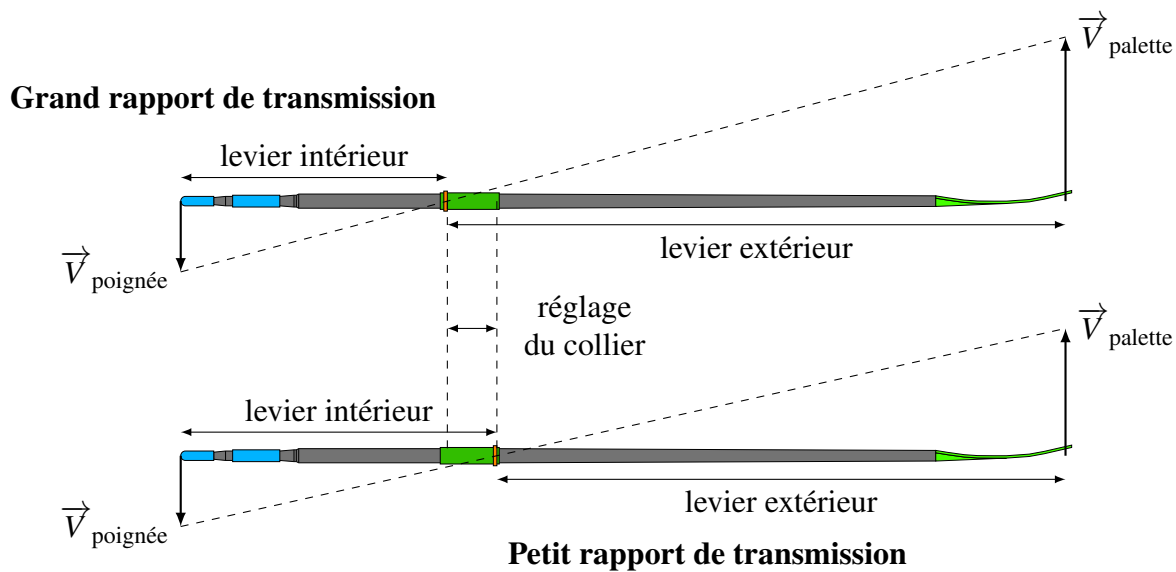 V palette
Grand rapport de transmission
levier intérieur
levier extérieur
V poignée
réglage
du collier
V palette
levier intérieur
levier extérieur
V poignée
Petit rapport de transmission